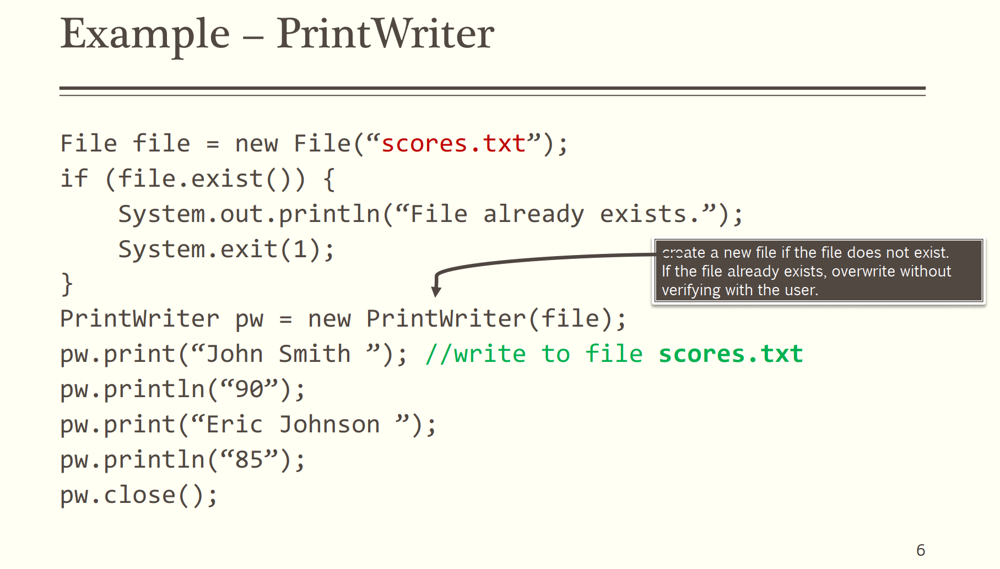 Example – PrintWriter
File file = new File(“scores.txt”);
if (file.exist()) {
    System.out.println(“File already exists.”);
    System.exit(1);
}
create a new file if the file does not exist.
If the file already exists, overwrite without
verifying with the user.
PrintWriter pw = new PrintWriter(file);
pw.print(“John Smith ”); //write to file scores.txt
pw.println(“90”);
pw.print(“Eric Johnson ”);
pw.println(“85”);
pw.close();
6